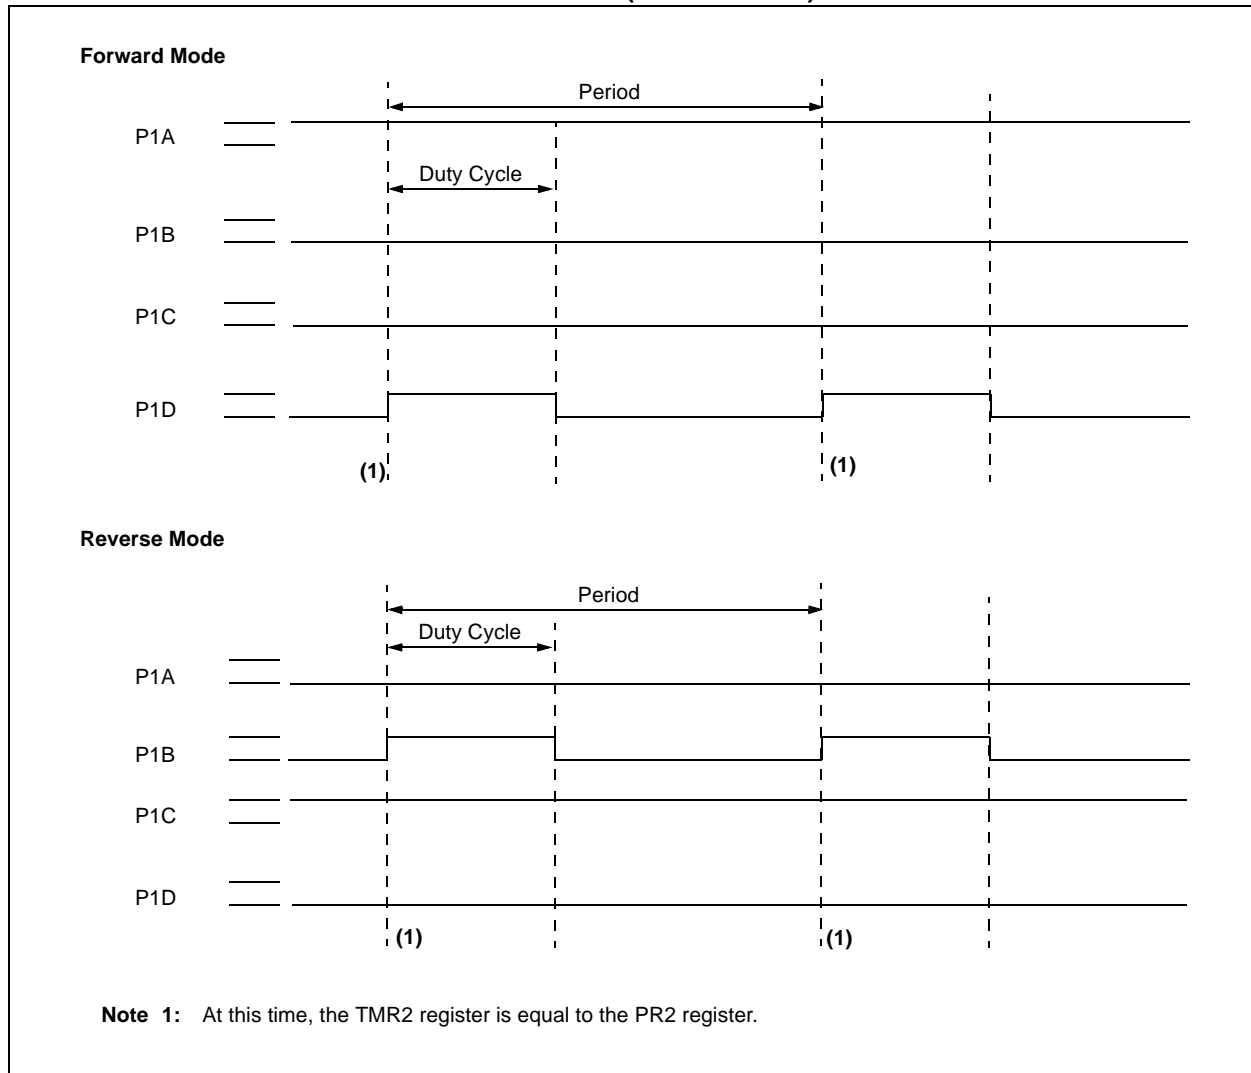 Forward Mode
Period
P1A
Duty Cycle
P1B
P1C
P1D
(1)
(1)
Reverse Mode
Period
Duty Cycle
P1A
P1B
P1C
P1D
(1)
(1)
Note 1: At this time, the TMR2 register is equal to the PR2 register.